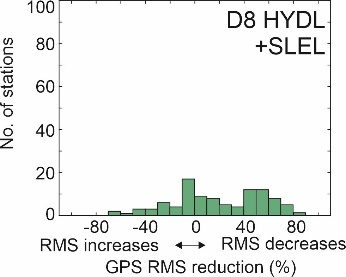 100
80
60
40
20
0
No. of stations
D8 HYDL
+SLEL
-80 -40 0 40 80
RMS increases ↔ RMS decreases
GPS RMS reduction (%)